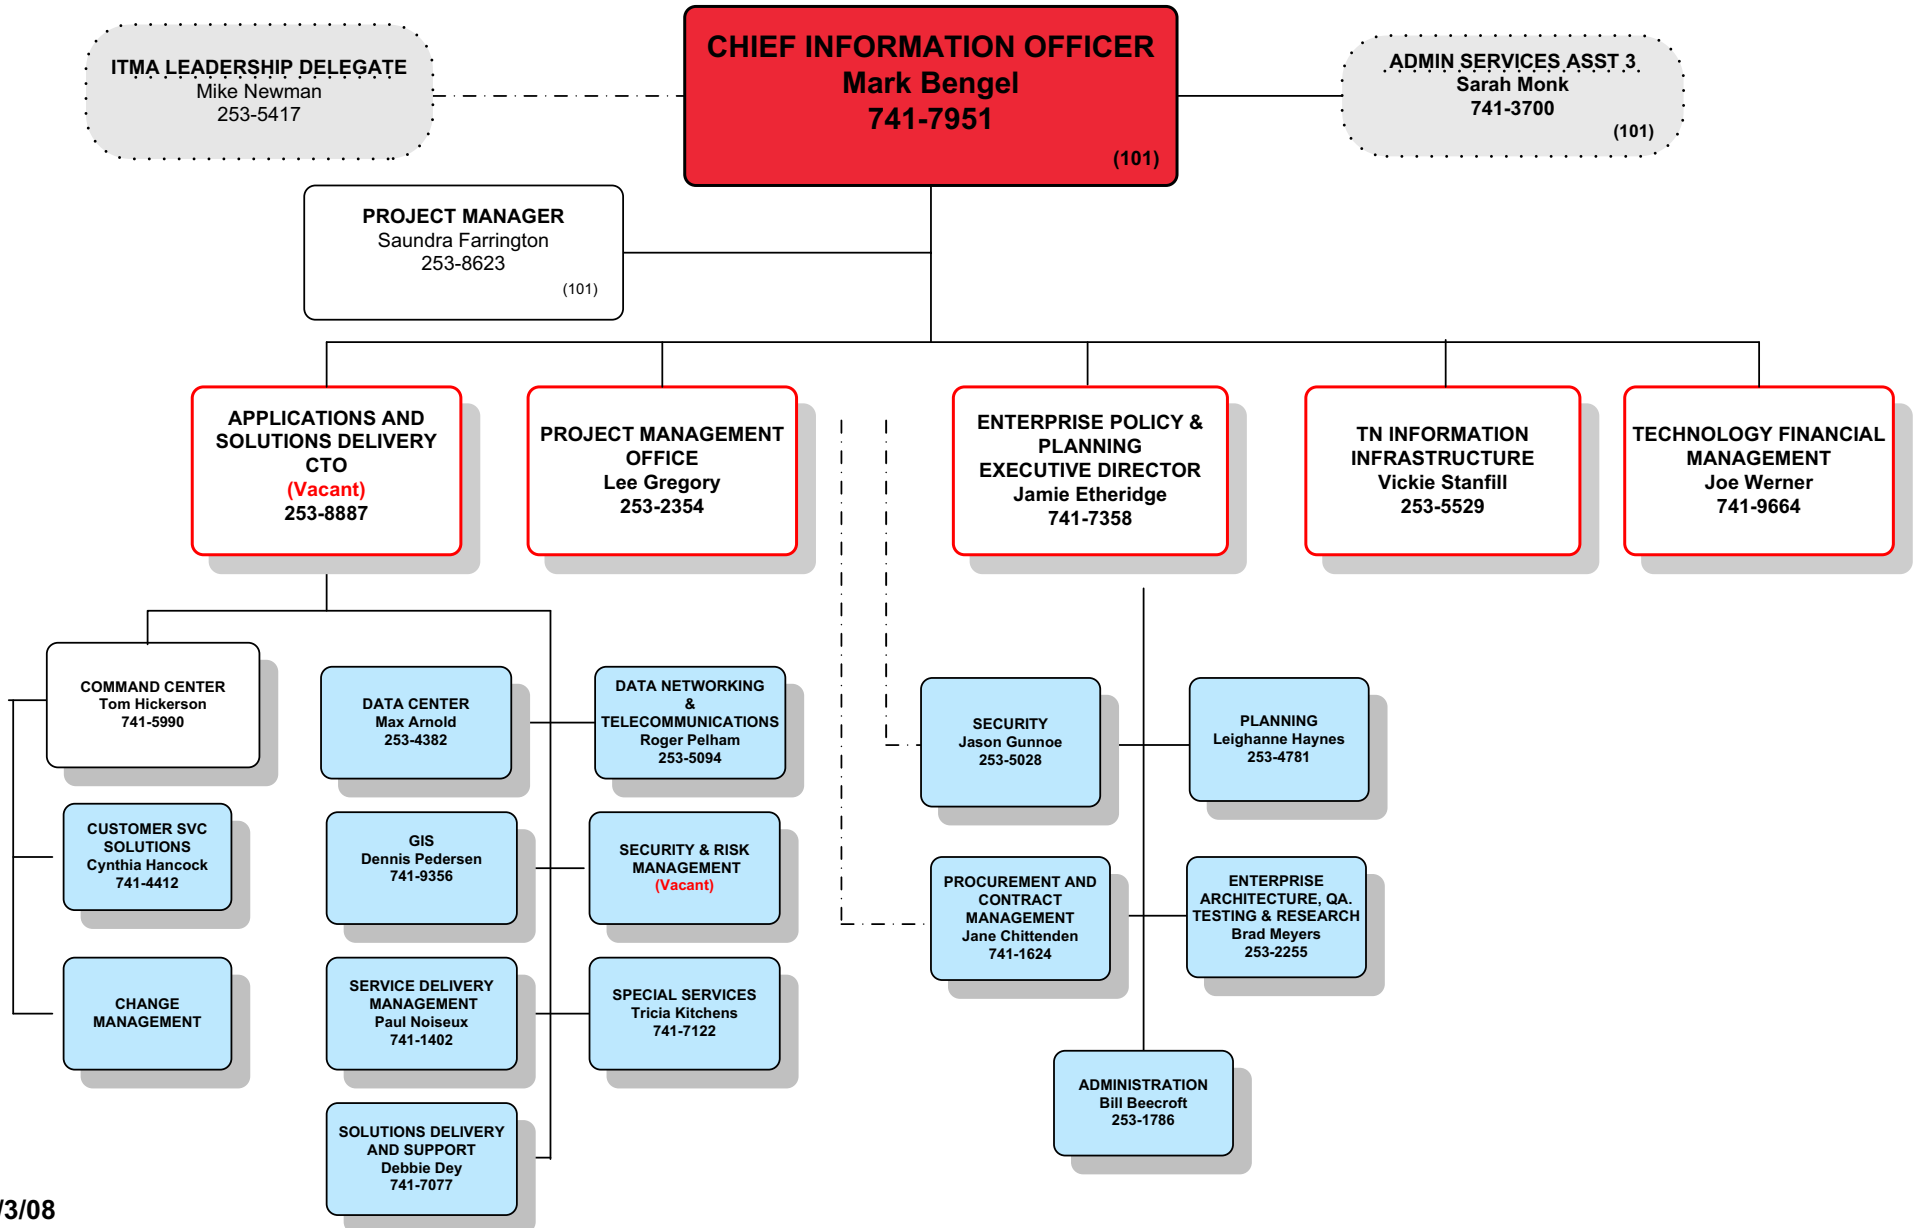 ITMA LEADERSHIP DELEGATE
Mike Newman
253-5417
CHIEF INFORMATION OFFICER
Mark Bengel
741-7951
(101)
ADMIN SERVICES ASST 3
Sarah Monk
741-3700
(101)
PROJECT MANAGER
Saundra Farrington
253-8623
(101)
APPLICATIONS AND
SOLUTIONS DELIVERY
CTO
(Vacant)
253-8887
PROJECT MANAGEMENT
OFFICE
Lee Gregory
253-2354
ENTERPRISE POLICY &
PLANNING
EXECUTIVE DIRECTOR
Jamie Etheridge
741-7358
TN INFORMATION
INFRASTRUCTURE
Vickie Stanfill
253-5529
TECHNOLOGY FINANCIAL
MANAGEMENT
Joe Werner
741-9664
COMMAND CENTER
Tom Hickerson
741-5990
DATA CENTER
Max Arnold
253-4382
DATA NETWORKING
&
TELECOMMUNICATIONS
Roger Pelham
253-5094
SECURITY
Jason Gunnoe
253-5028
PLANNING
Leighanne Haynes
253-4781
CUSTOMER SVC
SOLUTIONS
Cynthia Hancock
741-4412
GIS
Dennis Pedersen
741-9356
SECURITY & RISK
MANAGEMENT
(Vacant)
PROCUREMENT AND
CONTRACT
MANAGEMENT
Jane Chittenden
741-1624
ENTERPRISE
ARCHITECTURE, QA.
TESTING & RESEARCH
Brad Meyers
253-2255
CHANGE
MANAGEMENT
SERVICE DELIVERY
MANAGEMENT
Paul Noiseux
741-1402
SPECIAL SERVICES
Tricia Kitchens
741-7122
ADMINISTRATION
Bill Beecroft
253-1786
SOLUTIONS DELIVERY
AND SUPPORT
Debbie Dey
741-7077
/3/08